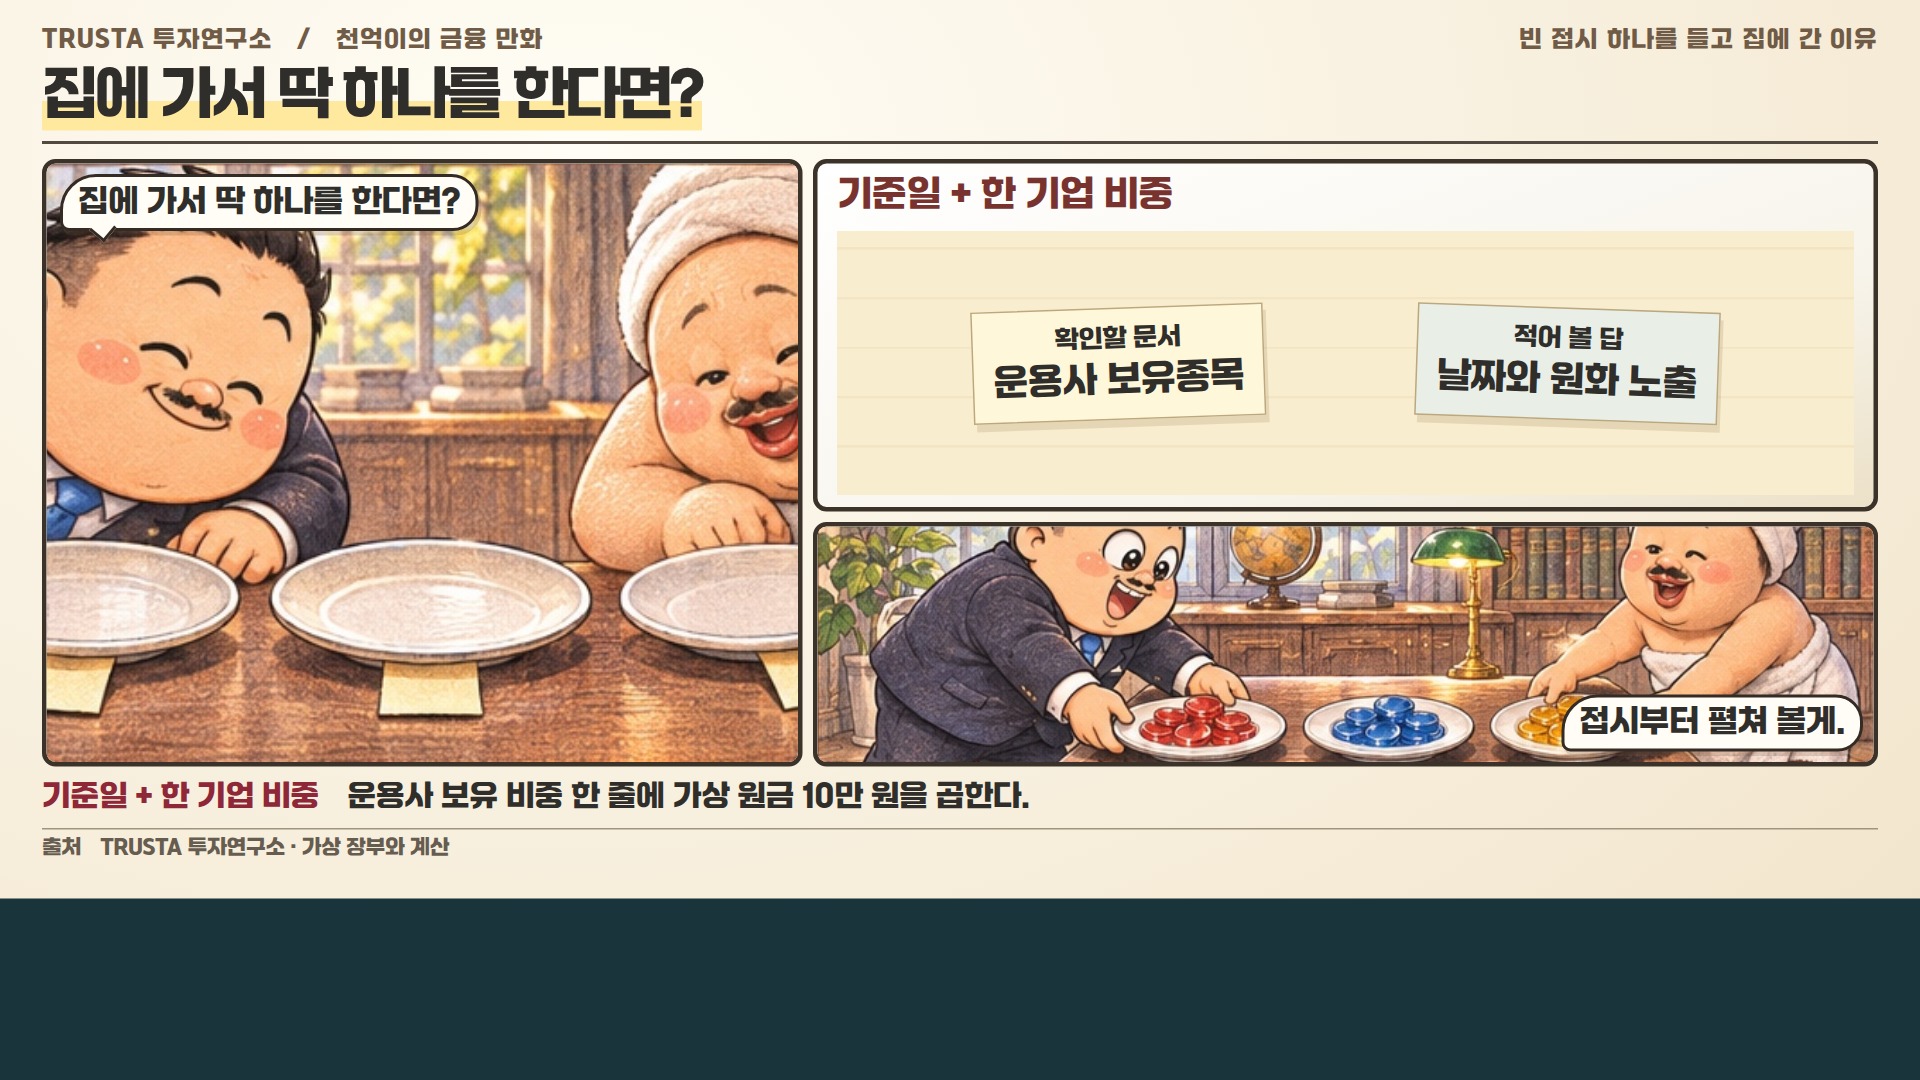 TRUSTA 투자연구소 / 천억이의 금융 만화
빈 접시 하나를 들고 집에 간 이유
집에 가서 딱 하나를 한다면?
집에 가서 딱 하나를 한다면?
기준일 + 한 기업 비중
확인할 문서
운용사 보유종목
적어 볼 답
날짜와 원화 노출
접시부터 펼쳐 볼게.
기준일 + 한 기업 비중 운용사 보유 비중 한 줄에 가상 원금 10만 원을 곱한다.
출처 TRUSTA 투자연구소 · 가상 장부와 계산